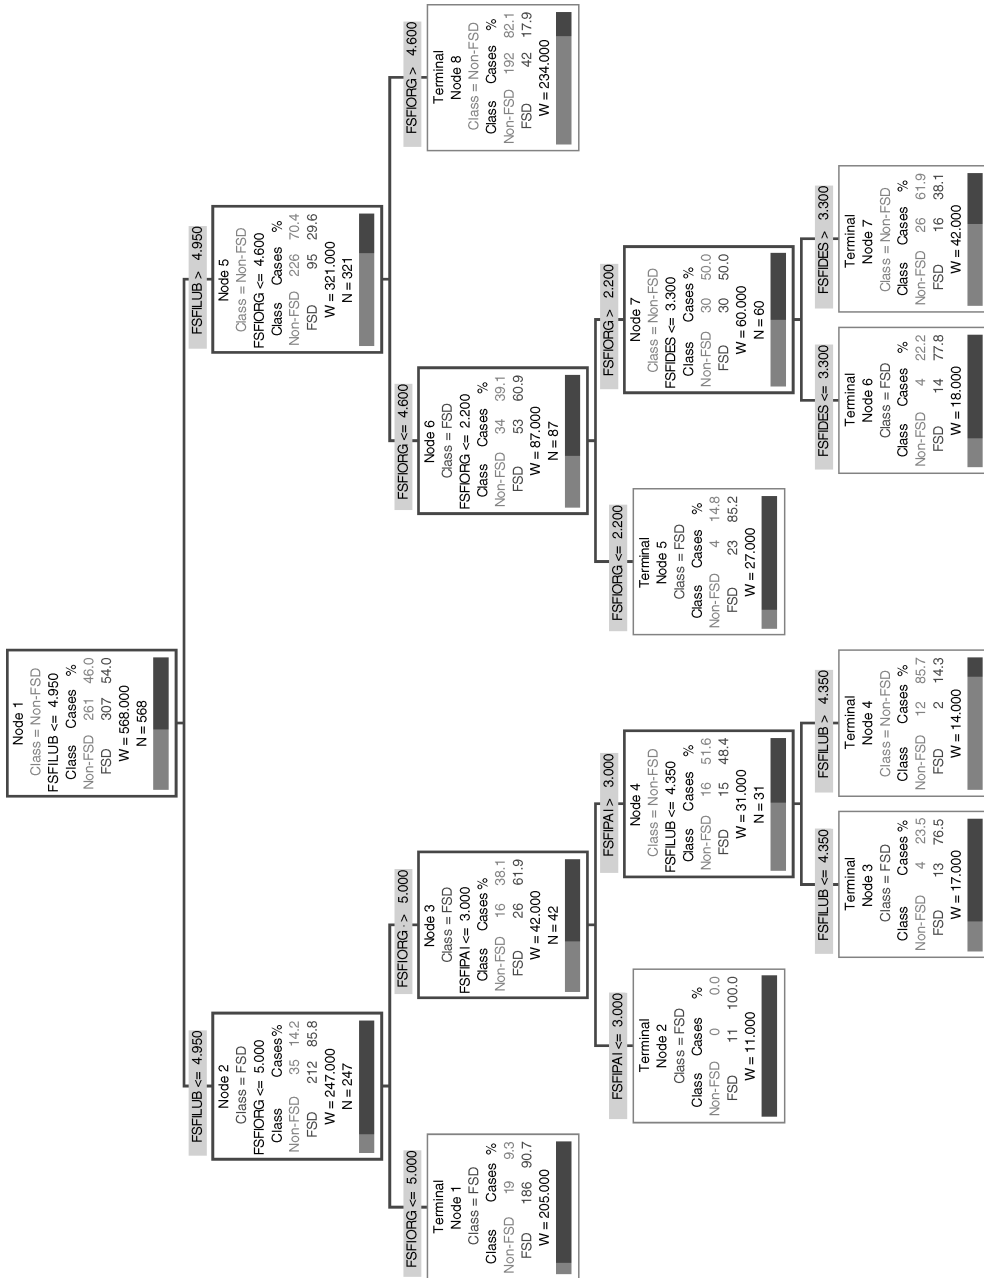 Node 1
Class = Non-FSD
FSFILUB <= 4.950
Class Cases %
Non-FSD 261 46.0
FSD 307 54.0
W = 568.000
N = 568
FSFILUB <= 4.950
FSFILUB > 4.950
Node 2
Class = FSD
FSFIORG <= 5.000
Class Cases %
Non-FSD 35 14.2
FSD 212 85.8
W = 247.000
N = 247
Node 5
Class = Non-FSD
FSFIORG <= 4.600
Class Cases %
Non-FSD 226 70.4
FSD 95 29.6
W = 321.000
N = 321
FSFIORG <= 5.000
FSFIORG > 5.000
FSFIORG <= 4.600
FSFIORG > 4.600
Terminal
Node 1
Class = FSD
Class Cases %
Non-FSD 19 9.3
FSD 186 90.7
W = 205.000
Node 3
Class = FSD
FSFIPAI <= 3.000
Class Cases %
Non-FSD 16 38.1
FSD 26 61.9
W = 42.000
N = 42
Node 6
Class = FSD
FSFIORG <= 2.200
Class Cases %
Non-FSD 34 39.1
FSD 53 60.9
W = 87.000
N = 87
Terminal
Node 8
Class = Non-FSD
Class Cases %
Non-FSD 192 82.1
FSD 42 17.9
W = 234.000
FSFIPAI <= 3.000
FSFIPAI > 3.000
FSFIORG <= 2.200
FSFIORG > 2.200
Terminal
Node 2
Class = FSD
Class Cases %
Non-FSD 0 0.0
FSD 11 100.0
W = 11.000
Node 4
Class = Non-FSD
FSFILUB <= 4.350
Class Cases %
Non-FSD 16 51.6
FSD 15 48.4
W = 31.000
N = 31
Terminal
Node 5
Class = FSD
Class Cases %
Non-FSD 4 14.8
FSD 23 85.2
W = 27.000
Node 7
Class = Non-FSD
FSFIDES <= 3.300
Class Cases %
Non-FSD 30 50.0
FSD 30 50.0
W = 60.000
N = 60
FSFILUB <= 4.350
FSFILUB > 4.350
FSFIDES <= 3.300
FSFIDES > 3.300
Terminal
Node 3
Class = FSD
Class Cases %
Non-FSD 4 23.5
FSD 13 76.5
W = 17.000
Terminal
Node 4
Class = Non-FSD
Class Cases %
Non-FSD 12 85.7
FSD 2 14.3
W = 14.000
Terminal
Node 6
Class = FSD
Class Cases %
Non-FSD 4 22.2
FSD 14 77.8
W = 18.000
Terminal
Node 7
Class = Non-FSD
Class Cases %
Non-FSD 26 61.9
FSD 16 38.1
W = 42.000